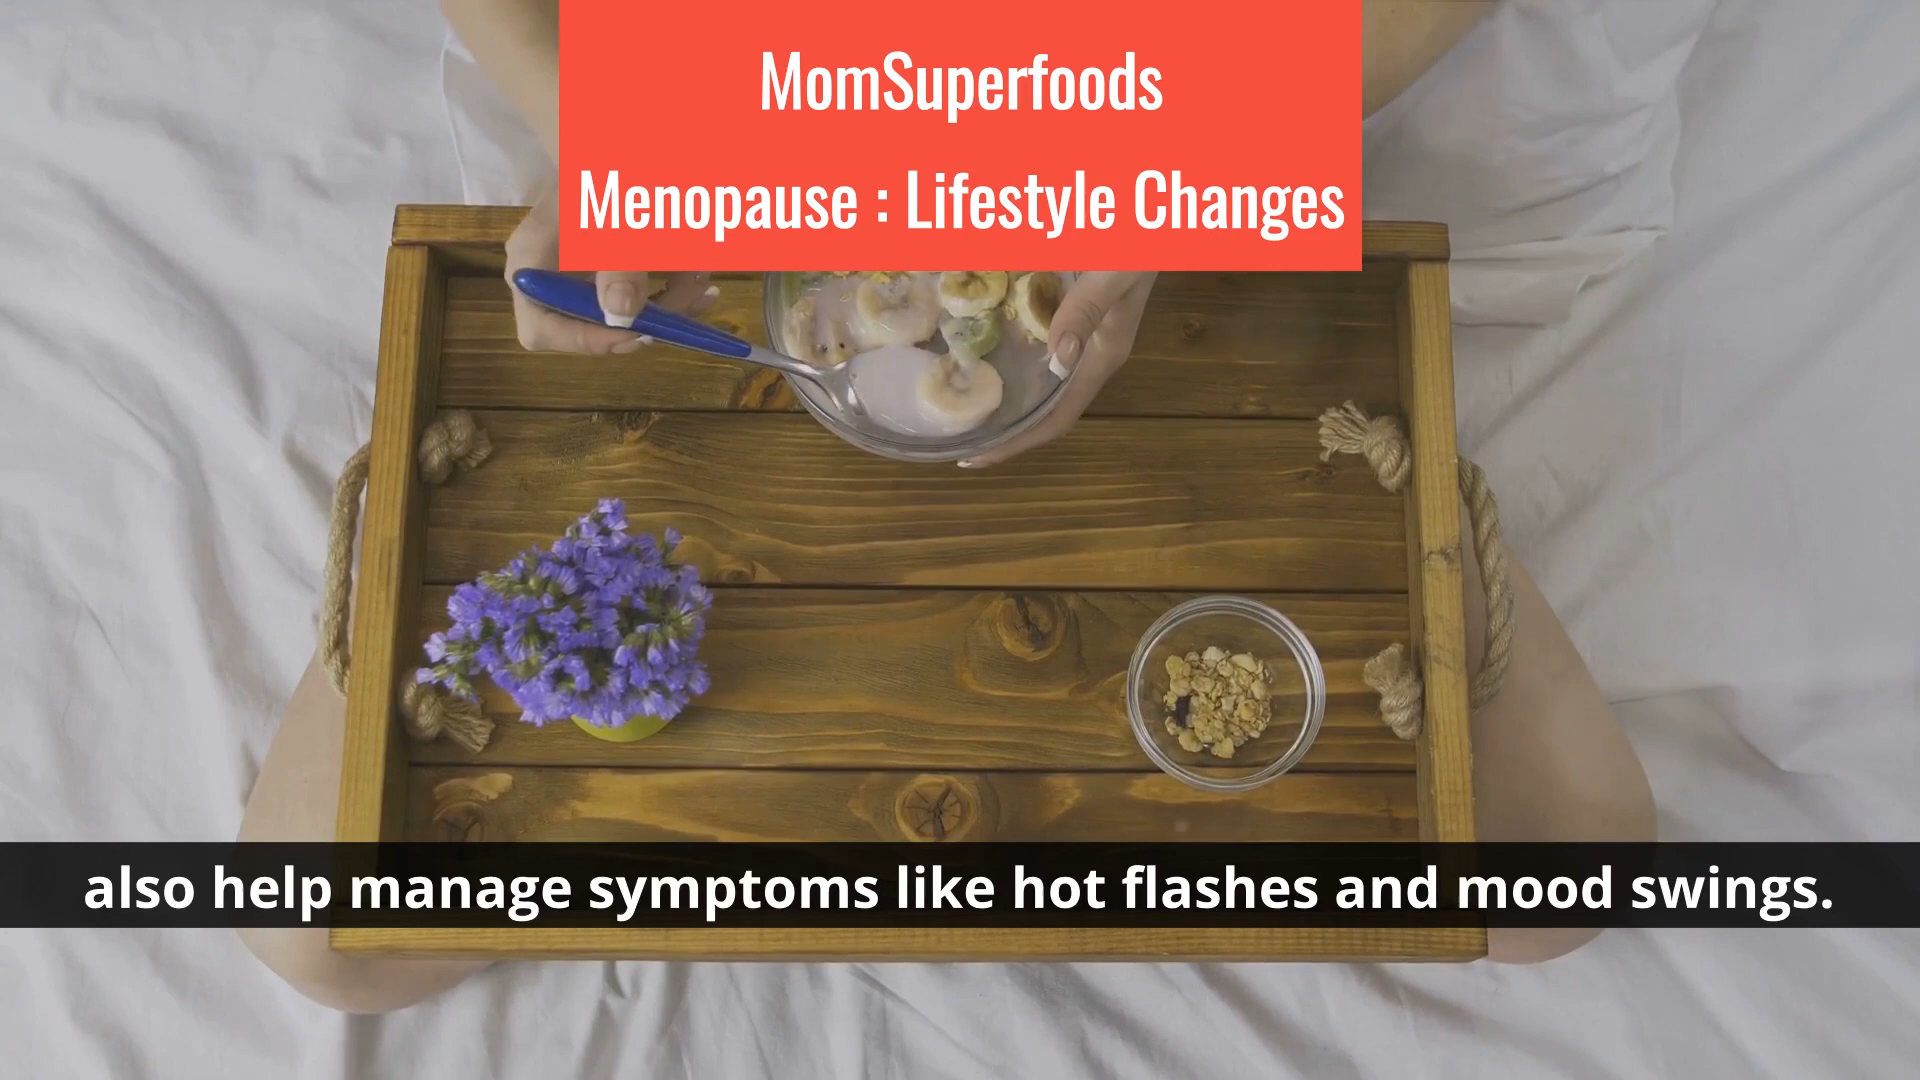 MomSuperfoods
Menopause : Lifestyle Changes
also help manage symptoms like hot flashes and mood swings.